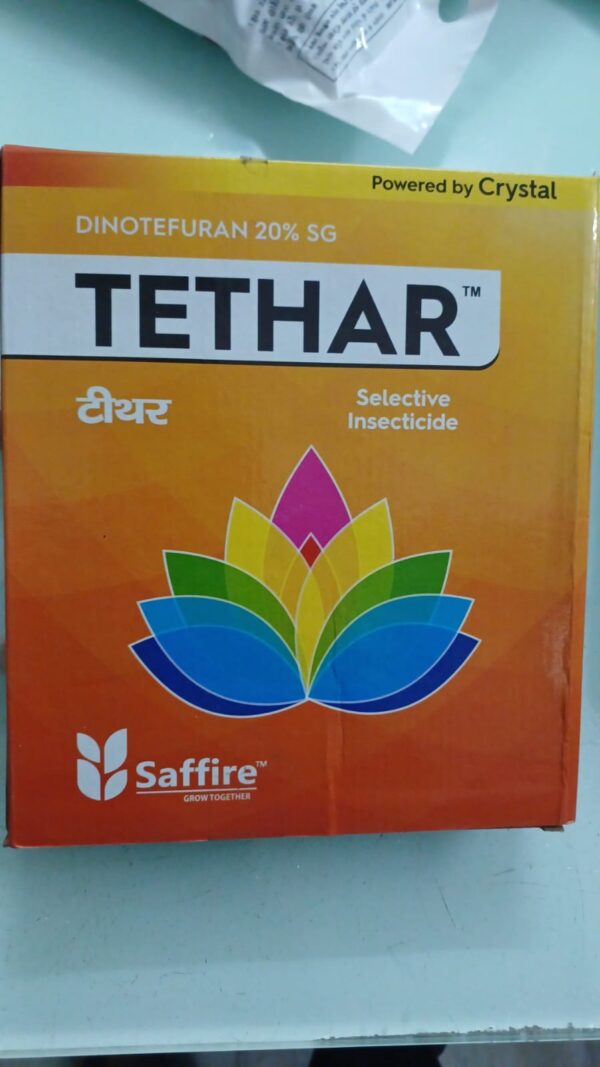 Powered by Crystal
DINOTEFURAN 20% SG
TETHAR™
टीथर
Selective
Insecticide
Saffire™
GROW TOGETHER